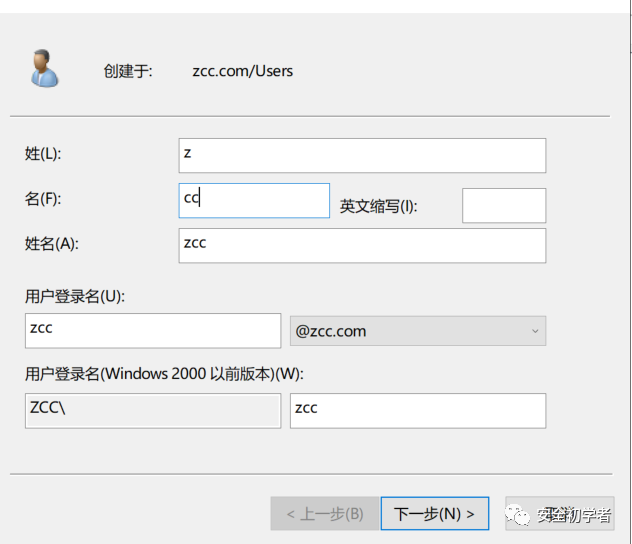 创建于: zcc.com/Users
姓(L): z
名(F): cc 英文缩写(I):
姓名(A): zcc
用户登录名(U):
zcc @zcc.com
用户登录名(Windows 2000 以前版本)(W):
ZCC\ zcc
< 上一步(B) 下一步(N) > 取消
安全初学者